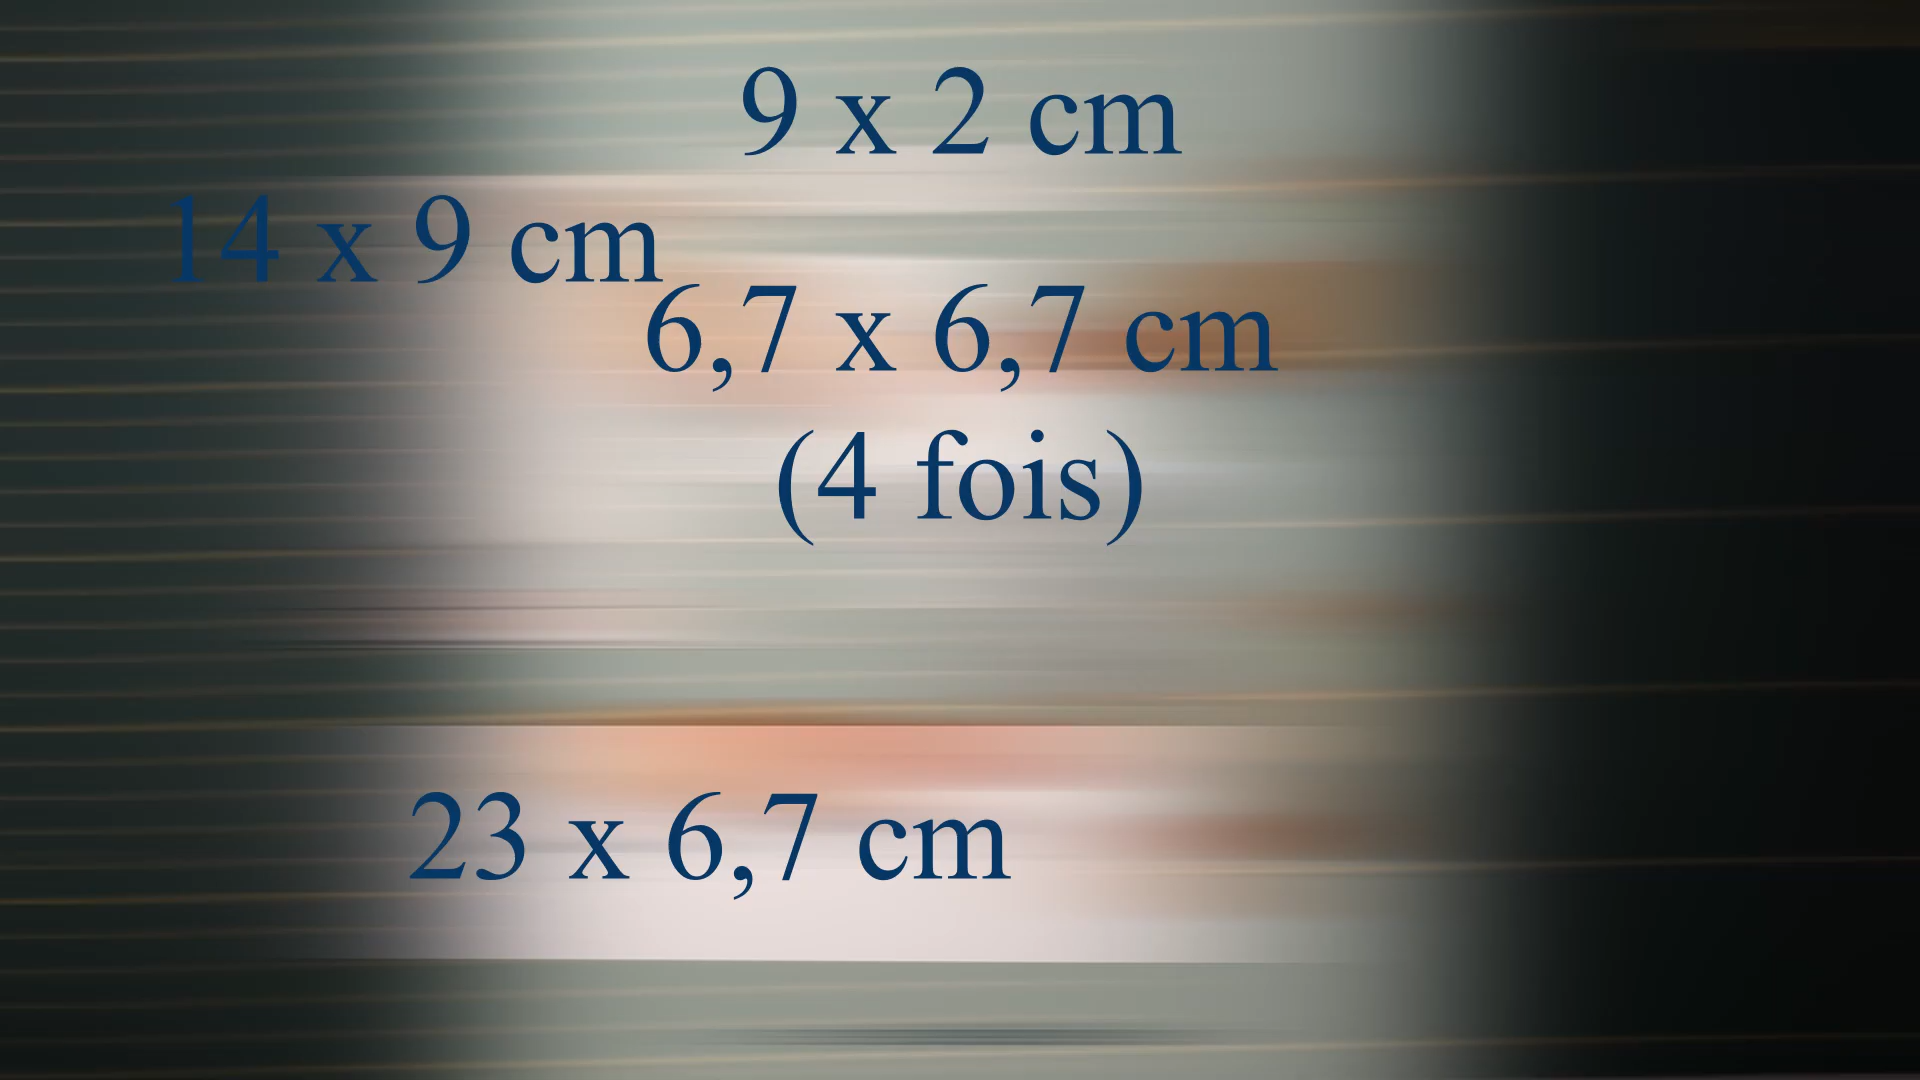 9 x 2 cm
14 x 9 cm
6,7 x 6,7 cm
(4 fois)
23 x 6,7 cm